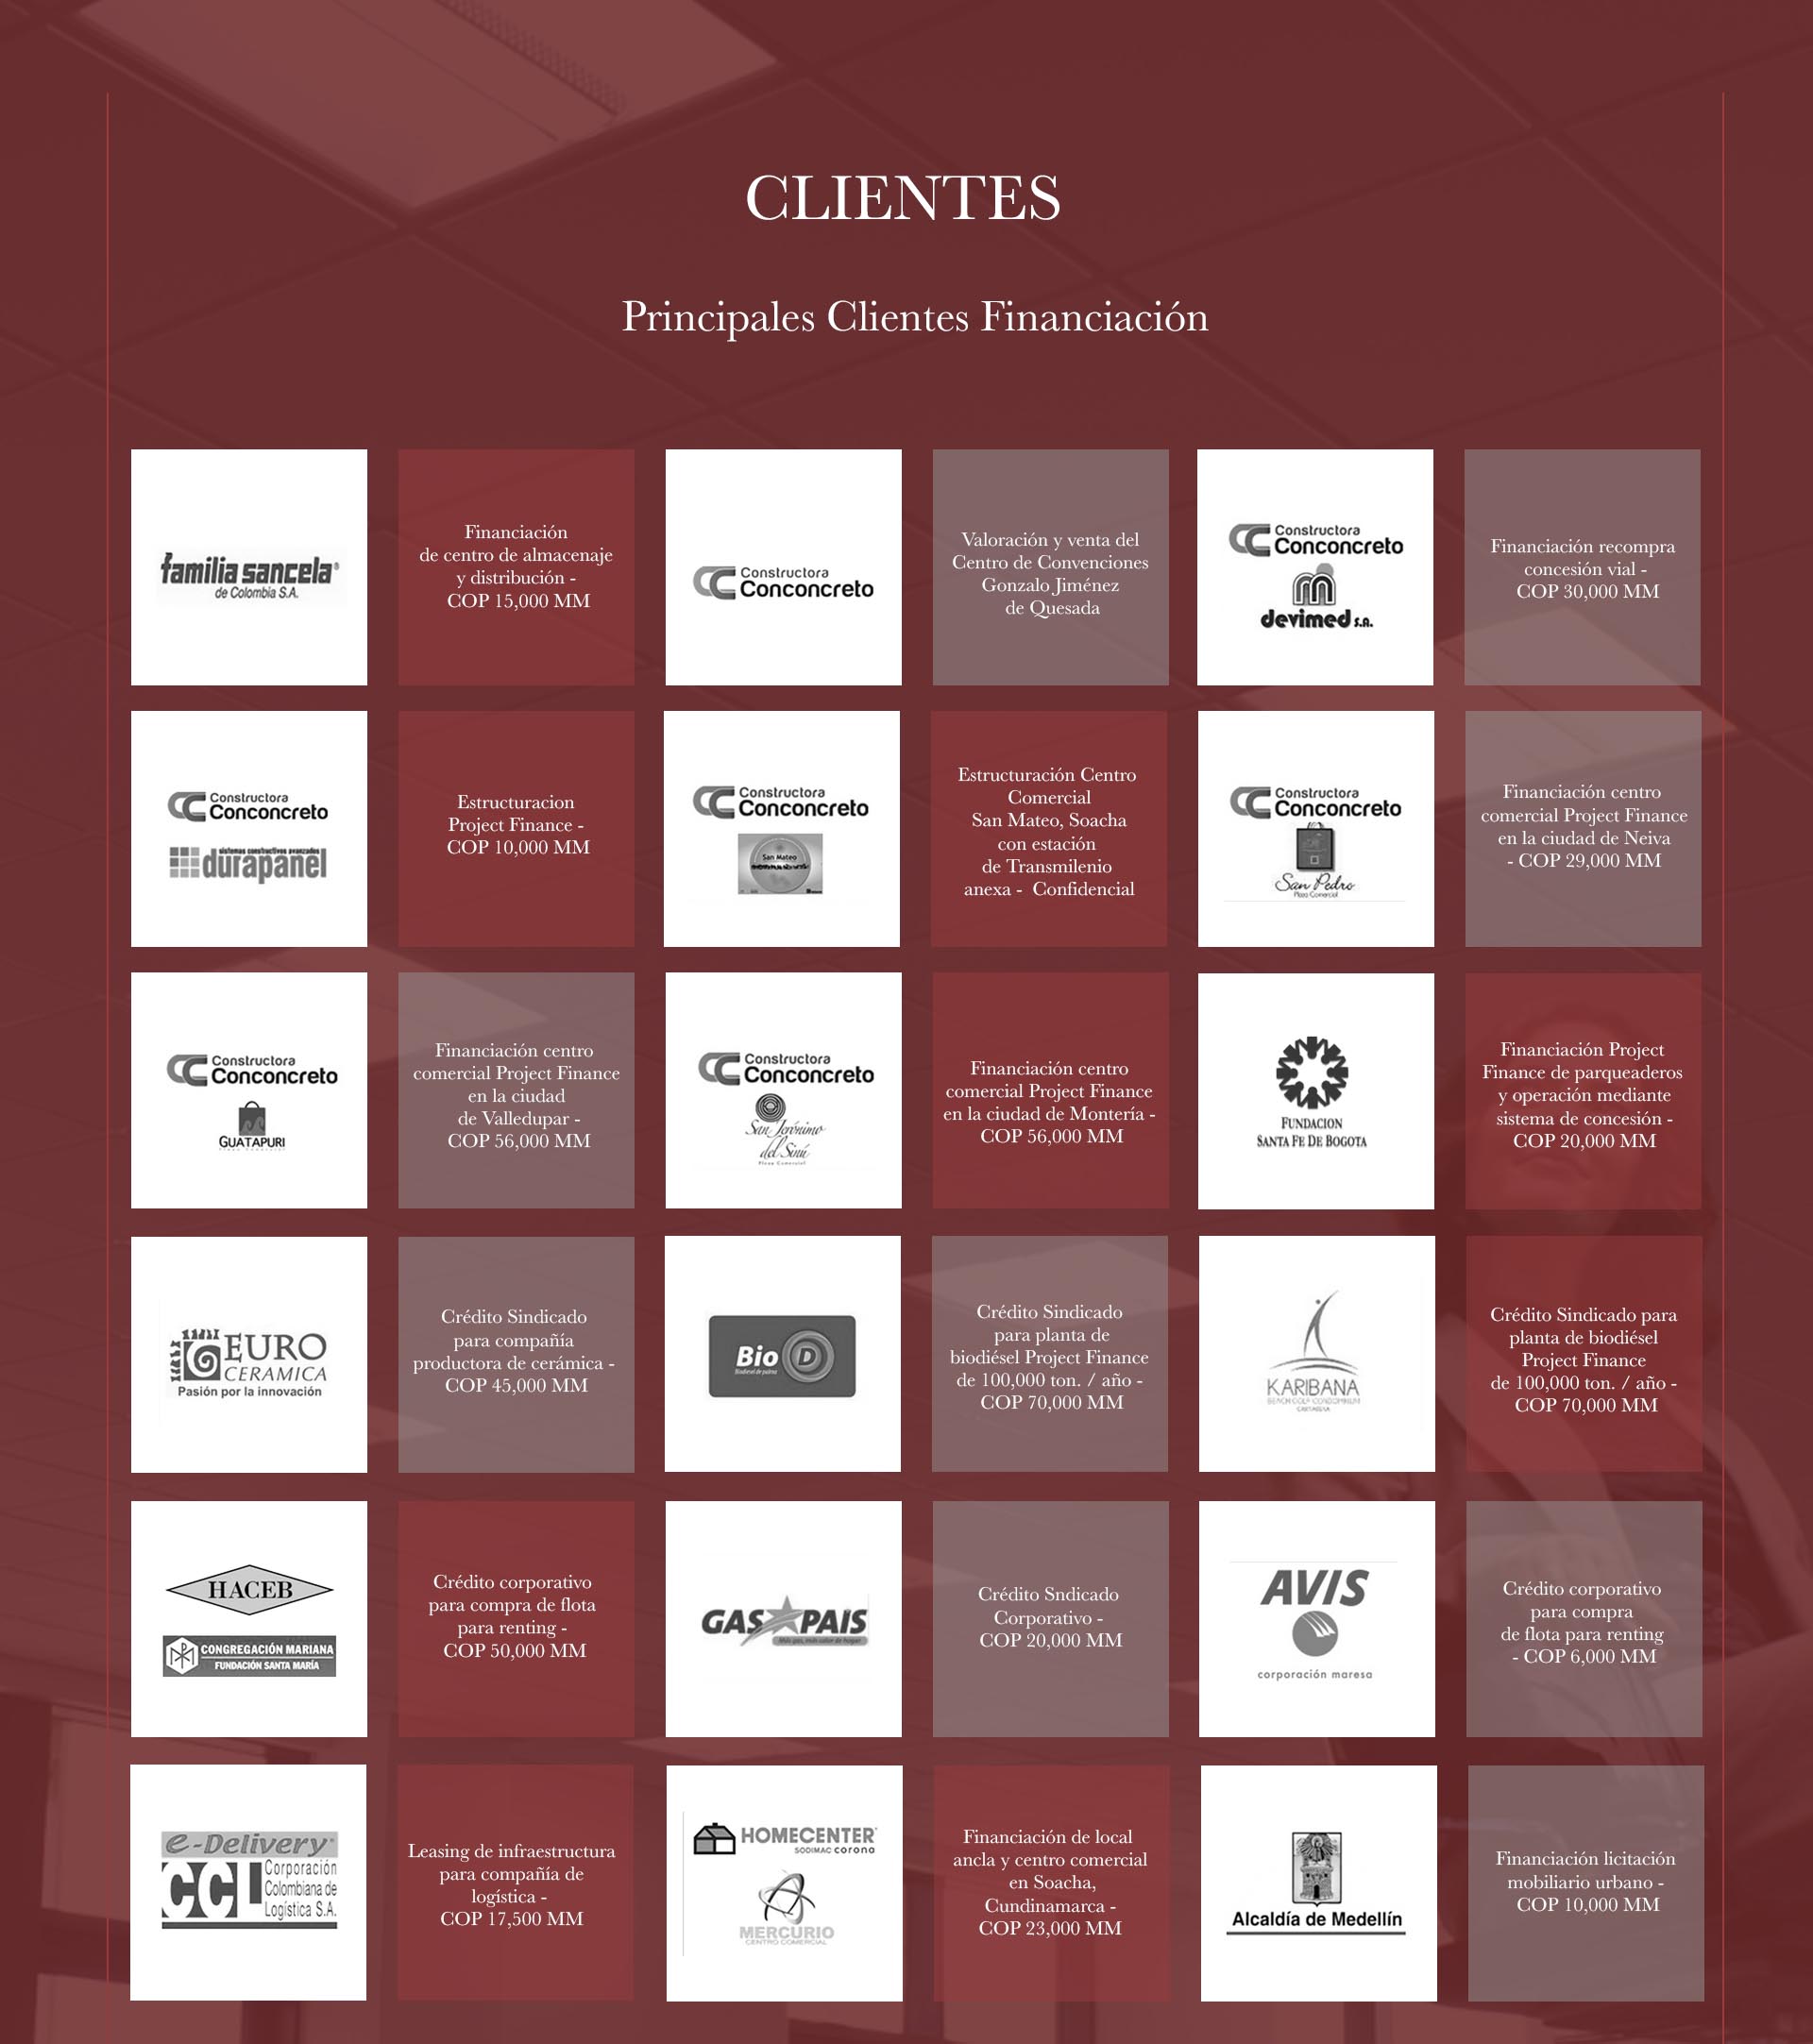 CLIENTES
Principales Clientes Financiación
familia sancela®
de Colombia S.A.
Financiación
de centro de almacenaje
y distribución -
COP 15,000 MM
Constructora
Conconcreto
Valoración y venta del
Centro de Convenciones
Gonzalo Jiménez
de Quesada
Constructora
Conconcreto
devimed S.A.
Financiación recompra
concesión vial -
COP 30,000 MM
Constructora
Conconcreto
sistemas constructivos avanzados
durapanel
Estructuracion
Project Finance -
COP 10,000 MM
Constructora
Conconcreto
San Mateo
Estructuración Centro
Comercial
San Mateo, Soacha
con estación
de Transmilenio
anexa - Confidencial
Constructora
Conconcreto
San Pedro
Plaza Comercial
Financiación centro
comercial Project Finance
en la ciudad de Neiva
- COP 29,000 MM
Constructora
Conconcreto
GUATAPURI
Plaza Comercial
Financiación centro
comercial Project Finance
en la ciudad
de Valledupar -
COP 56,000 MM
Constructora
Conconcreto
San Jerónimo
del Sinú
Plaza Comercial
Financiación centro
comercial Project Finance
en la ciudad de Montería -
COP 56,000 MM
FUNDACION
SANTA FE DE BOGOTA
Financiación Project
Finance de parqueaderos
y operación mediante
sistema de concesión -
COP 20,000 MM
EURO
CERAMICA
Pasión por la innovación
Crédito Sindicado
para compañía
productora de cerámica -
COP 45,000 MM
Bio D
Biodiesel de palma
Crédito Sindicado
para planta de
biodiésel Project Finance
de 100,000 ton. / año -
COP 70,000 MM
KARIBANA
BEACH GOLF CONDOMINIUM
CARTAGENA
Crédito Sindicado para
planta de biodiésel
Project Finance
de 100,000 ton. / año -
COP 70,000 MM
HACEB
CONGREGACIÓN MARIANA
FUNDACIÓN SANTA MARÍA
Crédito corporativo
para compra de flota
para renting -
COP 50,000 MM
GAS PAIS
Más gas, más calor de hogar
Crédito Sndicado
Corporativo -
COP 20,000 MM
AVIS
corporación maresa
Crédito corporativo
para compra
de flota para renting
- COP 6,000 MM
e-Delivery
CCL Corporación
Colombiana de
Logística S.A.
Leasing de infraestructura
para compañía de
logística -
COP 17,500 MM
HOMECENTER
SODIMAC corona
MERCURIO
CENTRO COMERCIAL
Financiación de local
ancla y centro comercial
en Soacha,
Cundinamarca -
COP 23,000 MM
Alcaldía de Medellín
Financiación licitación
mobiliario urbano -
COP 10,000 MM